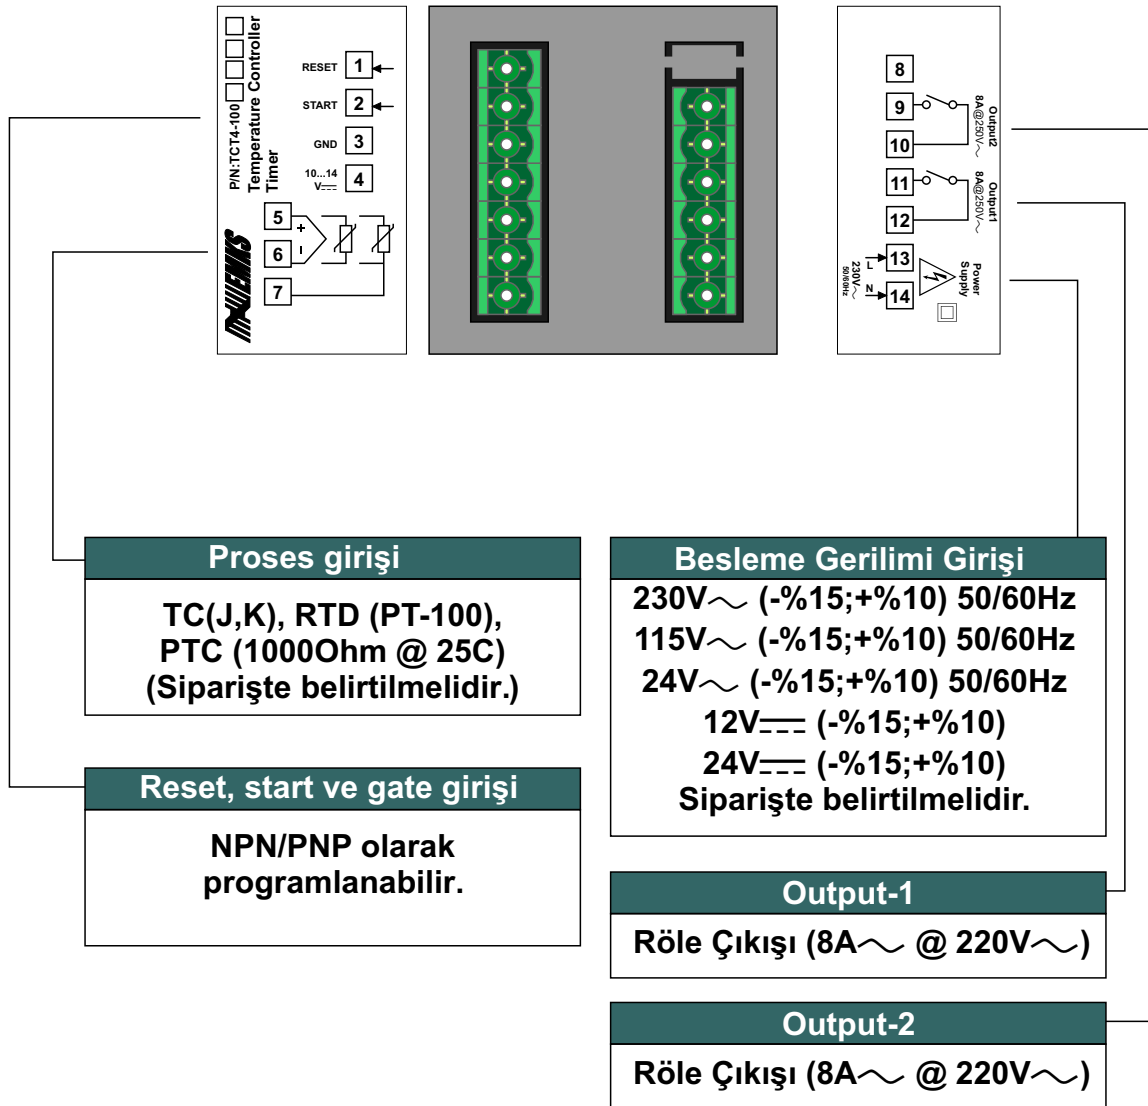 P/N:TCT4-100
Temperature Controller
Timer
RESET 1
START 2
GND 3
10...14
V 4
5
+
-
6
7
8
9
10
11
12
13
14
Output2
8A@250V～
Output1
8A@250V～
L
N
230V～
50/60Hz
Power
Supply
Proses girişi
TC(J,K), RTD (PT-100),
PTC (1000Ohm @ 25C)
(Siparişte belirtilmelidir.)
Reset, start ve gate girişi
NPN/PNP olarak
programlanabilir.
Besleme Gerilimi Girişi
230V～ (-%15;+%10) 50/60Hz
115V～ (-%15;+%10) 50/60Hz
24V～ (-%15;+%10) 50/60Hz
12V⎓ (-%15;+%10)
24V⎓ (-%15;+%10)
Siparişte belirtilmelidir.
Output-1
Röle Çıkışı (8A～ @ 220V～)
Output-2
Röle Çıkışı (8A～ @ 220V～)